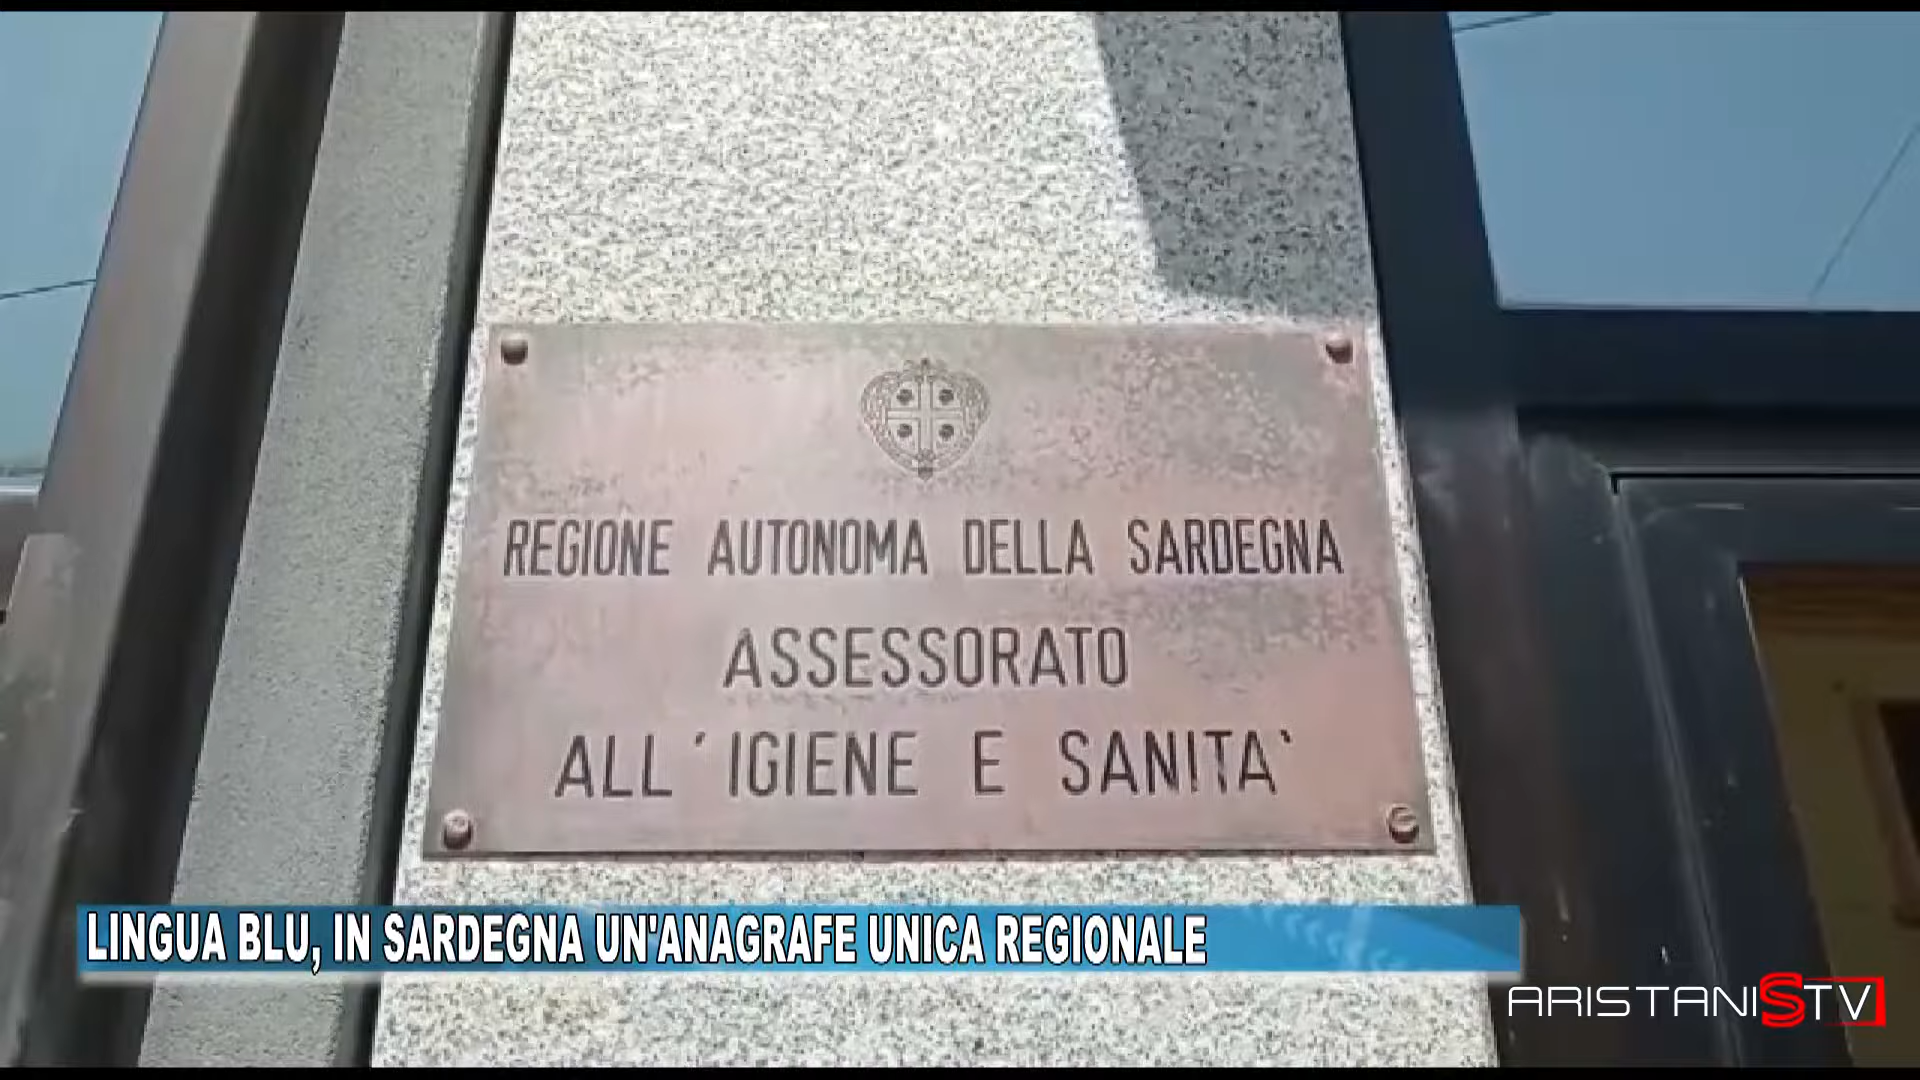 REGIONE AUTONOMA DELLA SARDEGNA
ASSESSORATO
ALL'IGIENE E SANITA'
LINGUA BLU, IN SARDEGNA UN'ANAGRAFE UNICA REGIONALE
ARISTANISTV